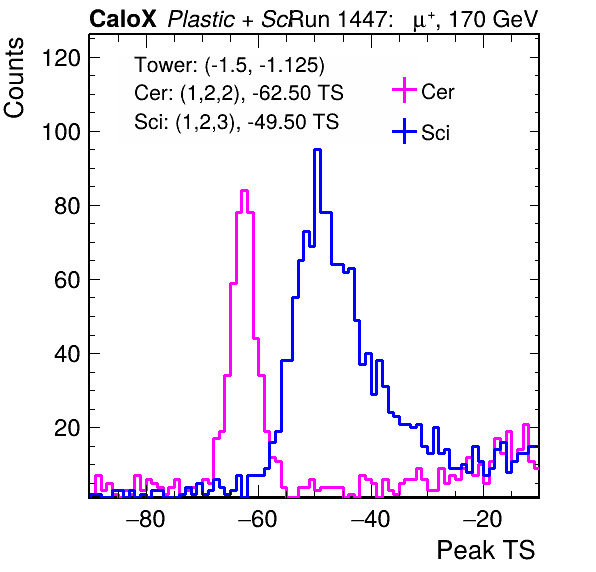 CaloX Plastic + Sci Run 1447: μ⁺, 170 GeV
Counts
Tower: (-1.5, -1.125)
Cer: (1,2,2), -62.50 TS
Sci: (1,2,3), -49.50 TS
Cer
Sci
120
100
80
60
40
20
−80 −60 −40 −20
Peak TS